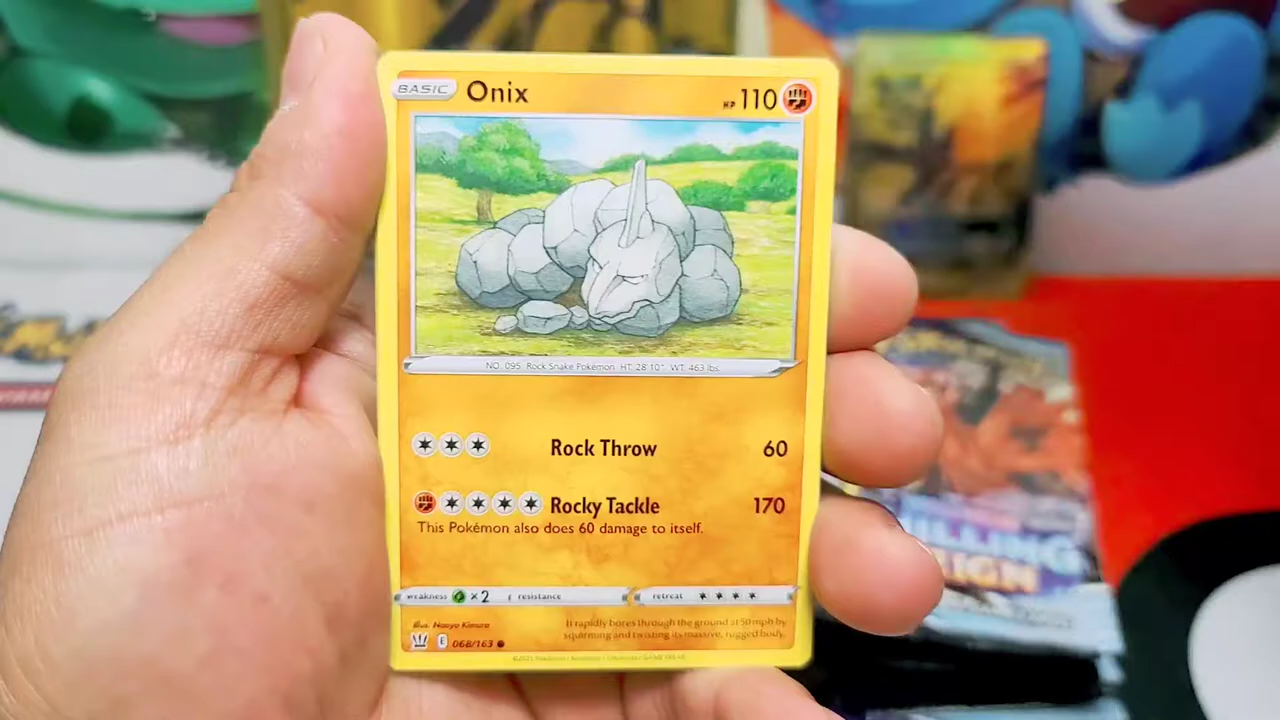 BASIC Onix HP 110
NO. 095 Rock Snake Pokémon HT: 28'10" WT: 463 lbs.
Rock Throw 60
Rocky Tackle 170
This Pokémon also does 60 damage to itself.
weakness ×2 resistance retreat
Illus. Naoyo Kimura
It rapidly bores through the ground at 50 mph by
squirming and twisting its massive, rugged body.
E 068/163
ILLING
EIGN